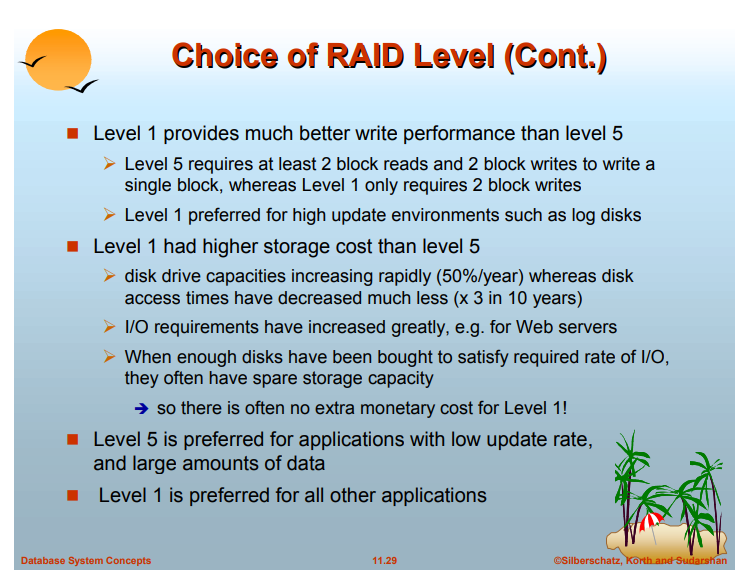 Choice of RAID Level (Cont.)
Level 1 provides much better write performance than level 5
Level 5 requires at least 2 block reads and 2 block writes to write a
single block, whereas Level 1 only requires 2 block writes
Level 1 preferred for high update environments such as log disks
Level 1 had higher storage cost than level 5
disk drive capacities increasing rapidly (50%/year) whereas disk
access times have decreased much less (x 3 in 10 years)
I/O requirements have increased greatly, e.g. for Web servers
When enough disks have been bought to satisfy required rate of I/O,
they often have spare storage capacity
so there is often no extra monetary cost for Level 1!
Level 5 is preferred for applications with low update rate,
and large amounts of data
Level 1 is preferred for all other applications
Database System Concepts
11.29
©Silberschatz, Korth and Sudarshan